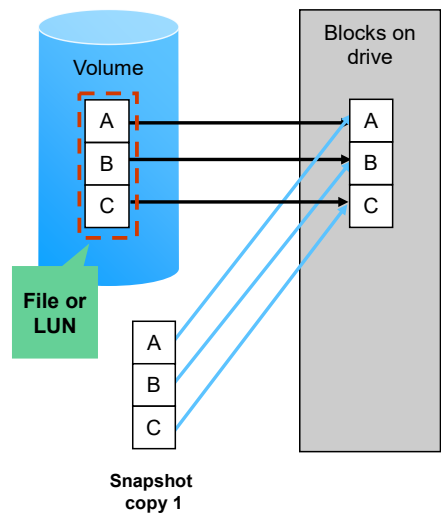 Volume
A
B
C
File or
LUN
Blocks on
drive
A
B
C
A
B
C
Snapshot
copy 1